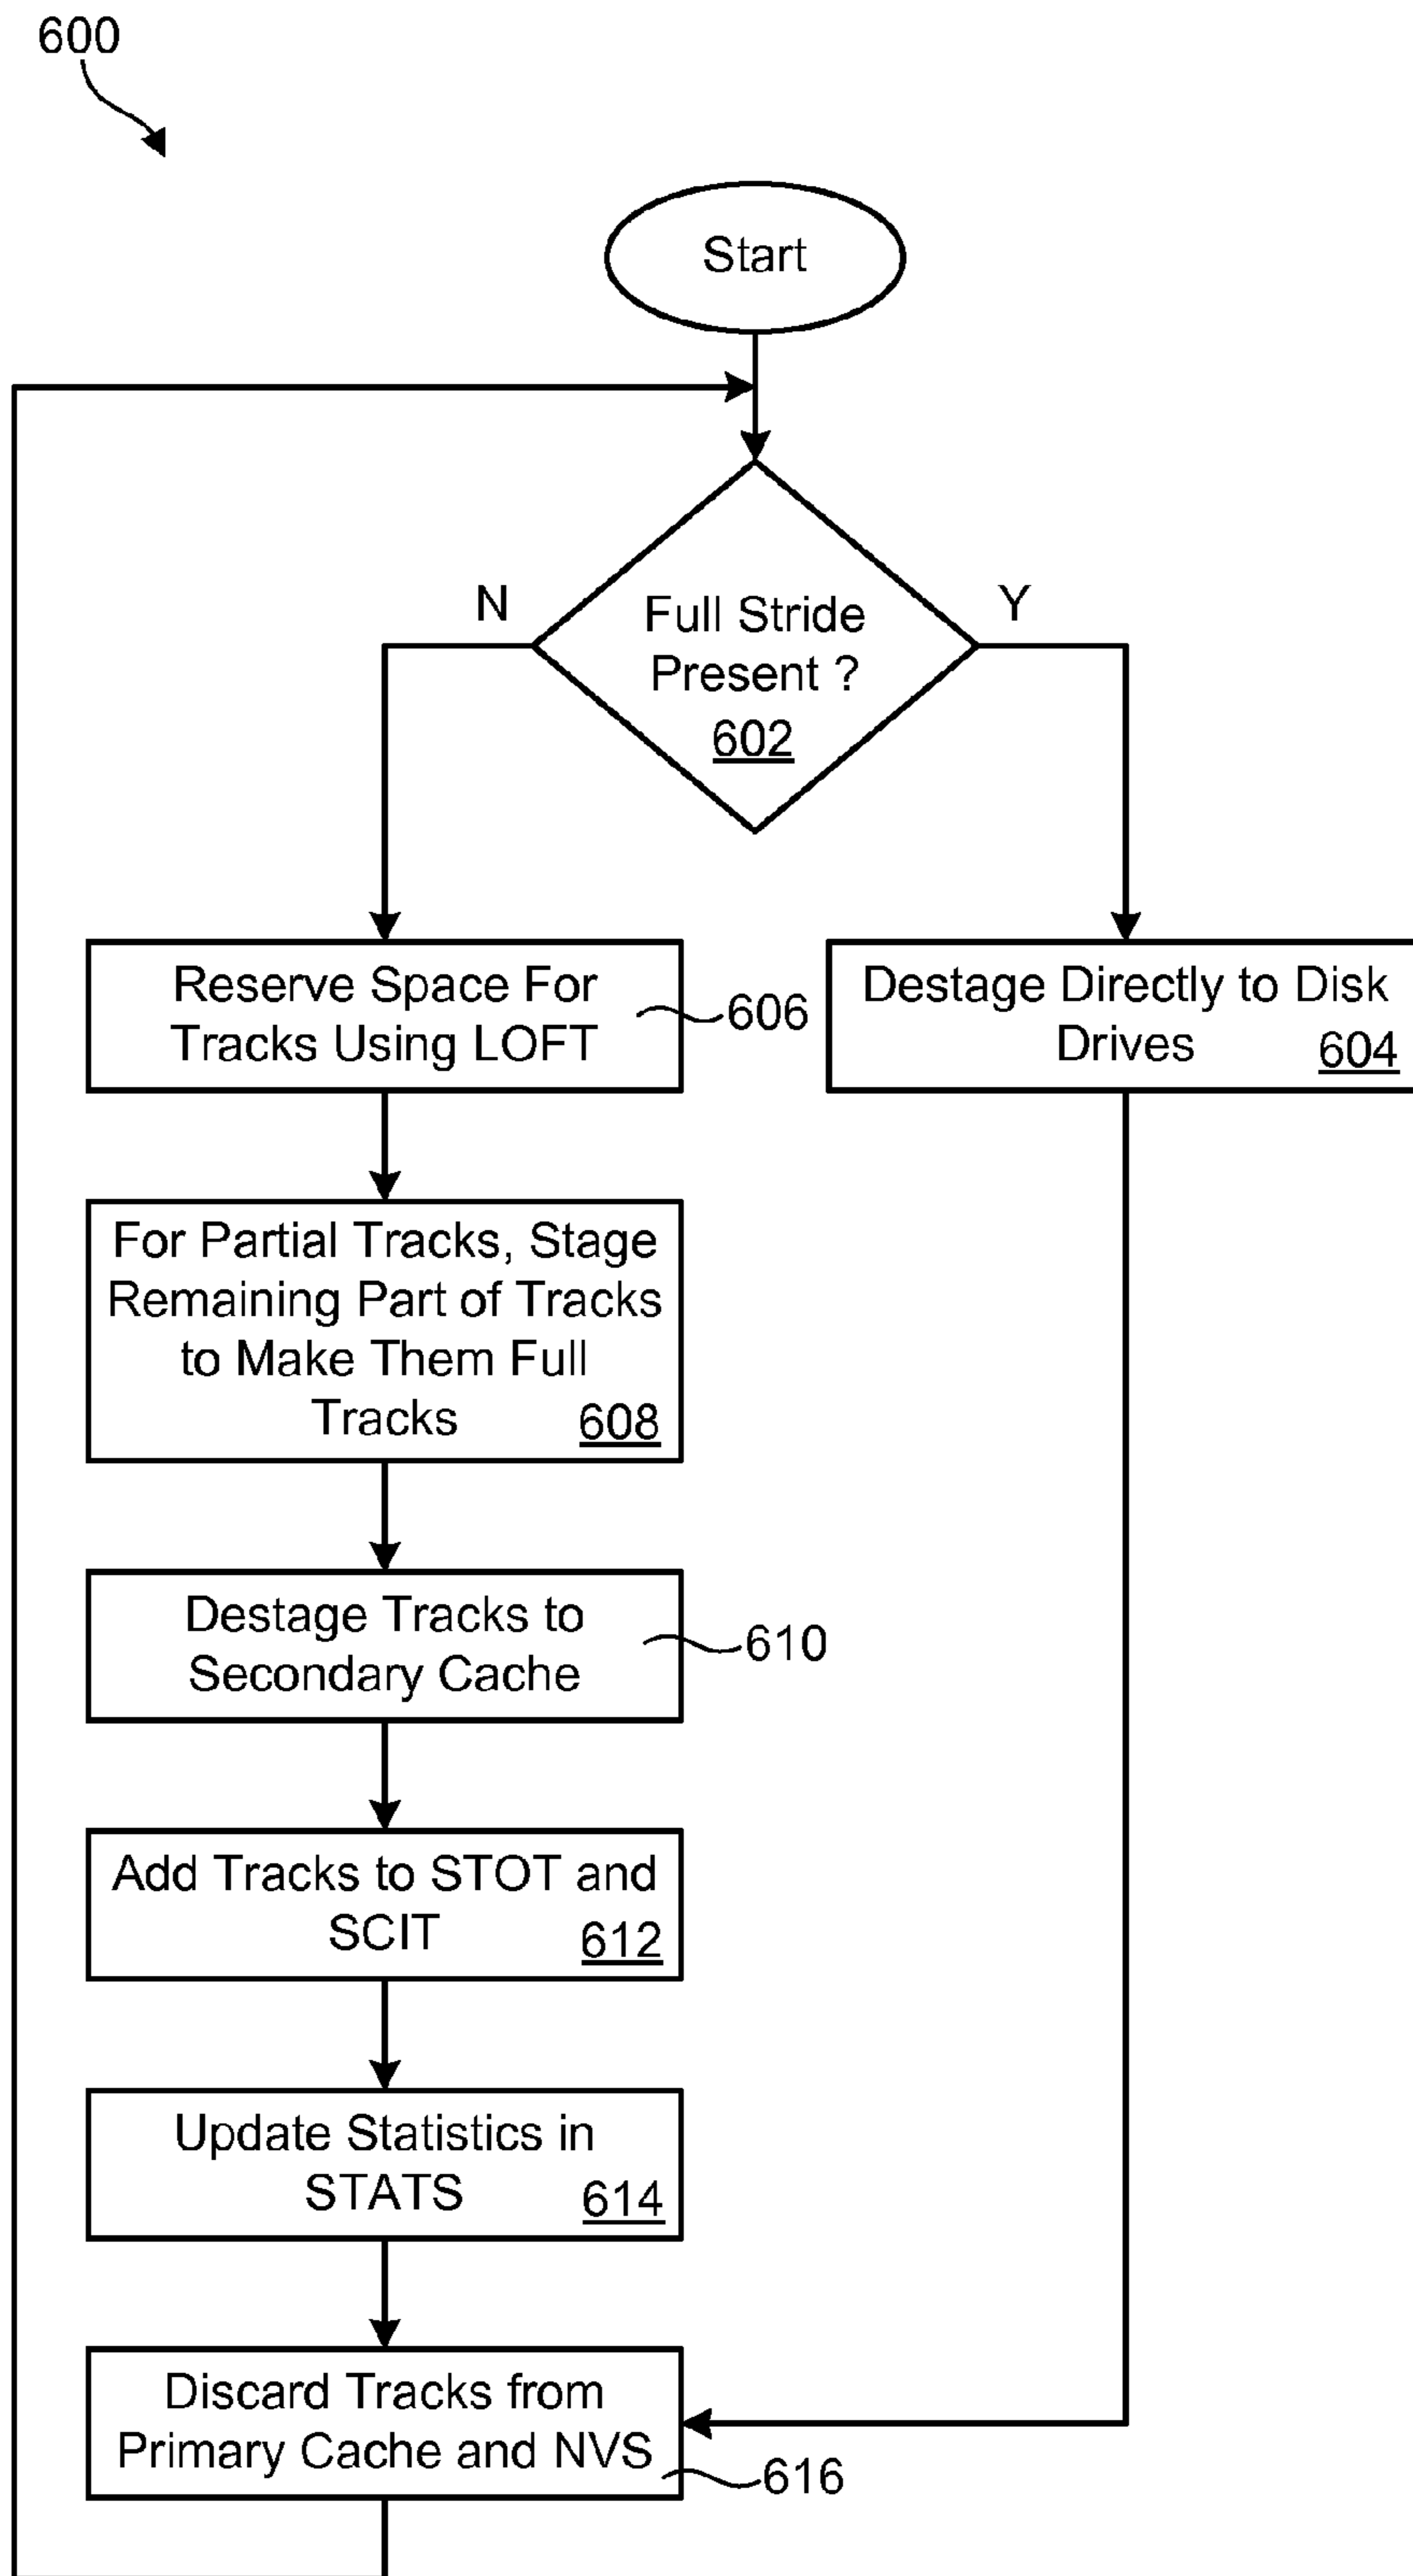 600
Start
N
Y
Full Stride
Present ?
602
Reserve Space For
Tracks Using LOFT
606
Destage Directly to Disk
Drives
604
For Partial Tracks, Stage
Remaining Part of Tracks
to Make Them Full
Tracks
608
Destage Tracks to
Secondary Cache
610
Add Tracks to STOT and
SCIT
612
Update Statistics in
STATS
614
Discard Tracks from
Primary Cache and NVS
616